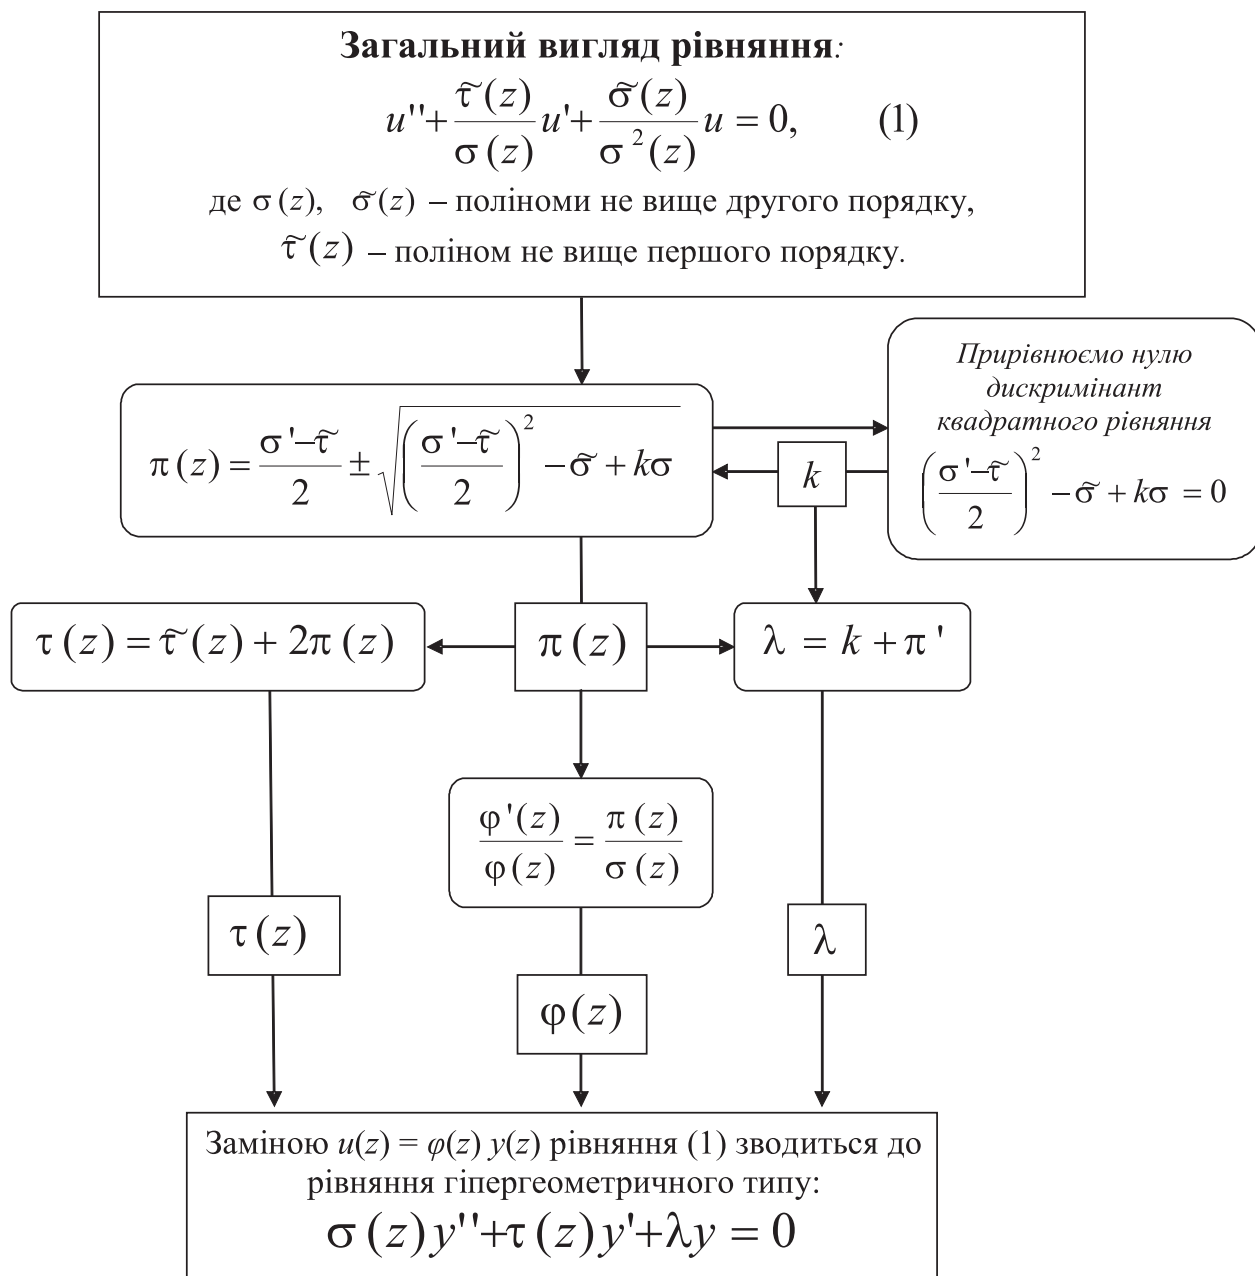 Загальний вигляд рівняння:
u''+ τ̃(z)/σ(z) u'+ σ̃(z)/σ²(z) u = 0, (1)
де σ(z), σ̃(z) – поліноми не вище другого порядку,
τ̃(z) – поліном не вище першого порядку.
Прирівнюємо нулю
дискримінант
квадратного рівняння
((σ'–τ̃)/2)² –σ̃ + kσ = 0
π(z) = (σ'–τ̃)/2 ± √(((σ'–τ̃)/2)² –σ̃ + kσ)
k
τ(z) = τ̃(z) + 2π(z)
π(z)
λ = k + π'
φ'(z)/φ(z) = π(z)/σ(z)
τ(z)
λ
φ(z)
Заміною u(z) = φ(z) y(z) рівняння (1) зводиться до
рівняння гіпергеометричного типу:
σ(z)y''+τ(z)y'+λy = 0